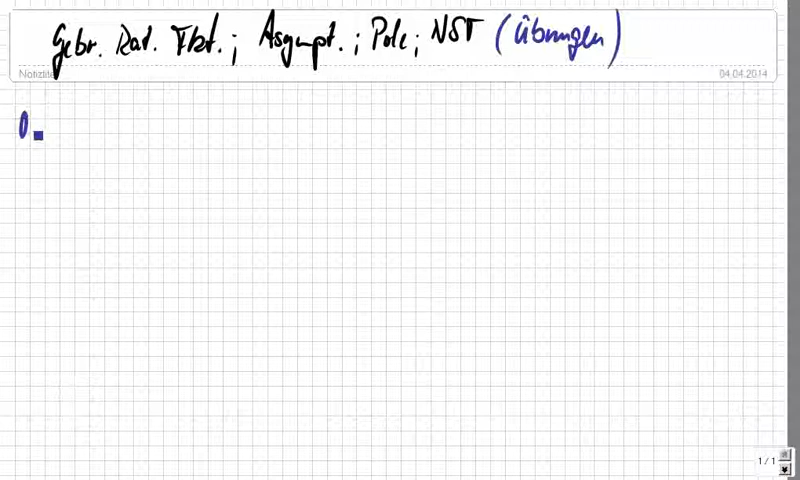 Gebr. Rat. Fkt.; Asympt.; Pole; NST (Übungen)
Notiztitel 04.04.2014
0.
1/1